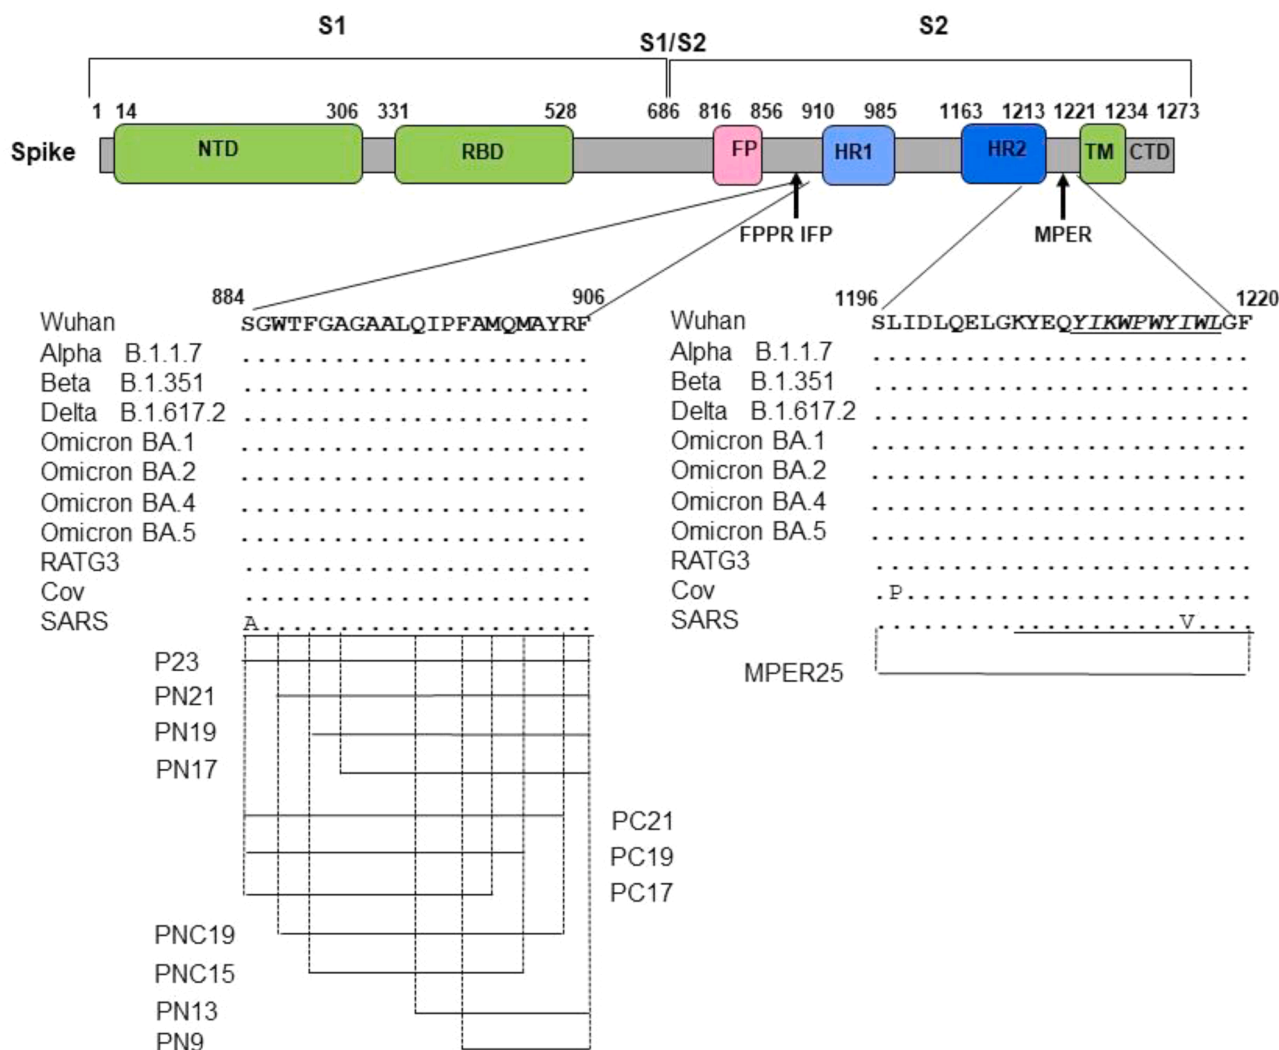 S1
S1/S2
S2
1 14 306 331 528 686 816 856 910 985 1163 1213 1221 1234 1273
Spike NTD RBD FP HR1 HR2 TM CTD
FPPR IFP MPER
884 906
Wuhan SGWTFGAGAALQIPFAMQMAYRF
Alpha B.1.1.7 .......................
Beta B.1.351 .......................
Delta B.1.617.2 .......................
Omicron BA.1 .......................
Omicron BA.2 .......................
Omicron BA.4 .......................
Omicron BA.5 .......................
RATG3 .......................
Cov .......................
SARS A......................
P23
PN21
PN19
PN17
PC21
PC19
PC17
PNC19
PNC15
PN13
PN9
1196 1220
Wuhan SLIDLQELGKYEQYIKWPWYIWLGF
Alpha B.1.1.7 .........................
Beta B.1.351 .........................
Delta B.1.617.2 .........................
Omicron BA.1 .........................
Omicron BA.2 .........................
Omicron BA.4 .........................
Omicron BA.5 .........................
RATG3 .........................
Cov .P.......................
SARS ....................V....
MPER25